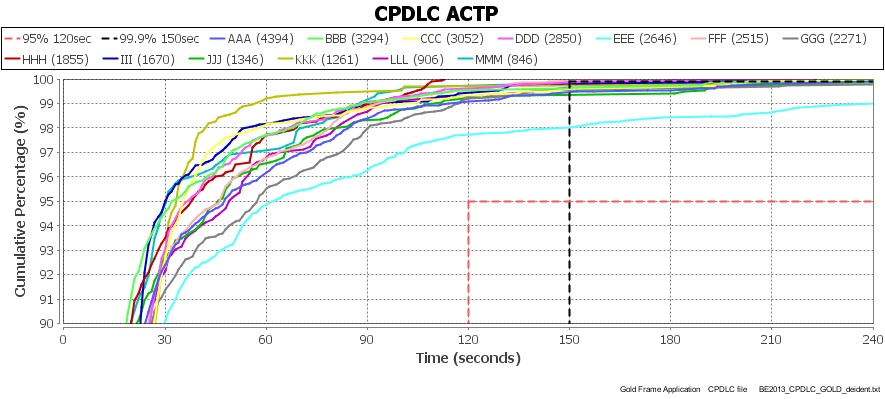 CPDLC ACTP
95% 120sec 99.9% 150sec AAA (4394) BBB (3294) CCC (3052) DDD (2850) EEE (2646) FFF (2515) GGG (2271)
HHH (1855) III (1670) JJJ (1346) KKK (1261) LLL (906) MMM (846)
Cumulative Percentage (%)
100
99
98
97
96
95
94
93
92
91
90
0 30 60 90 120 150 180 210 240
Time (seconds)
Gold Frame Application CPDLC file BE2013_CPDLC_GOLD_deident.txt